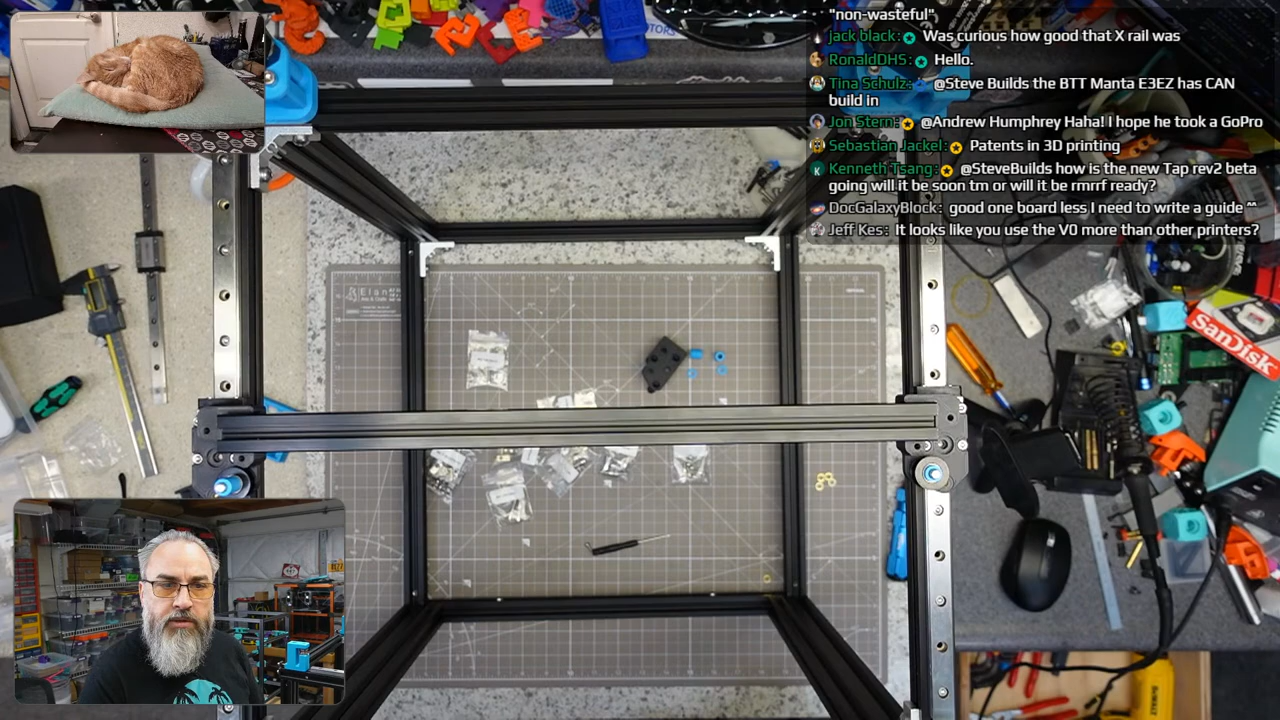 "non-wasteful"
jack black: Was curious how good that X rail was
RonaldDHS: Hello.
Tina Schulz: @Steve Builds the BTT Manta E3EZ has CAN
build in
Jon Stern: @Andrew Humphrey Haha! I hope he took a GoPro
Sebastian Jackel: Patents in 3D printing
K Kenneth Tsang: @SteveBuilds how is the new Tap rev2 beta
going will it be soon tm or will it be rmrrf ready?
DocGalaxyBlock: good one board less I need to write a guide ^^
Jeff Kes: It looks like you use the V0 more than other printers?
SanDisk
Elan